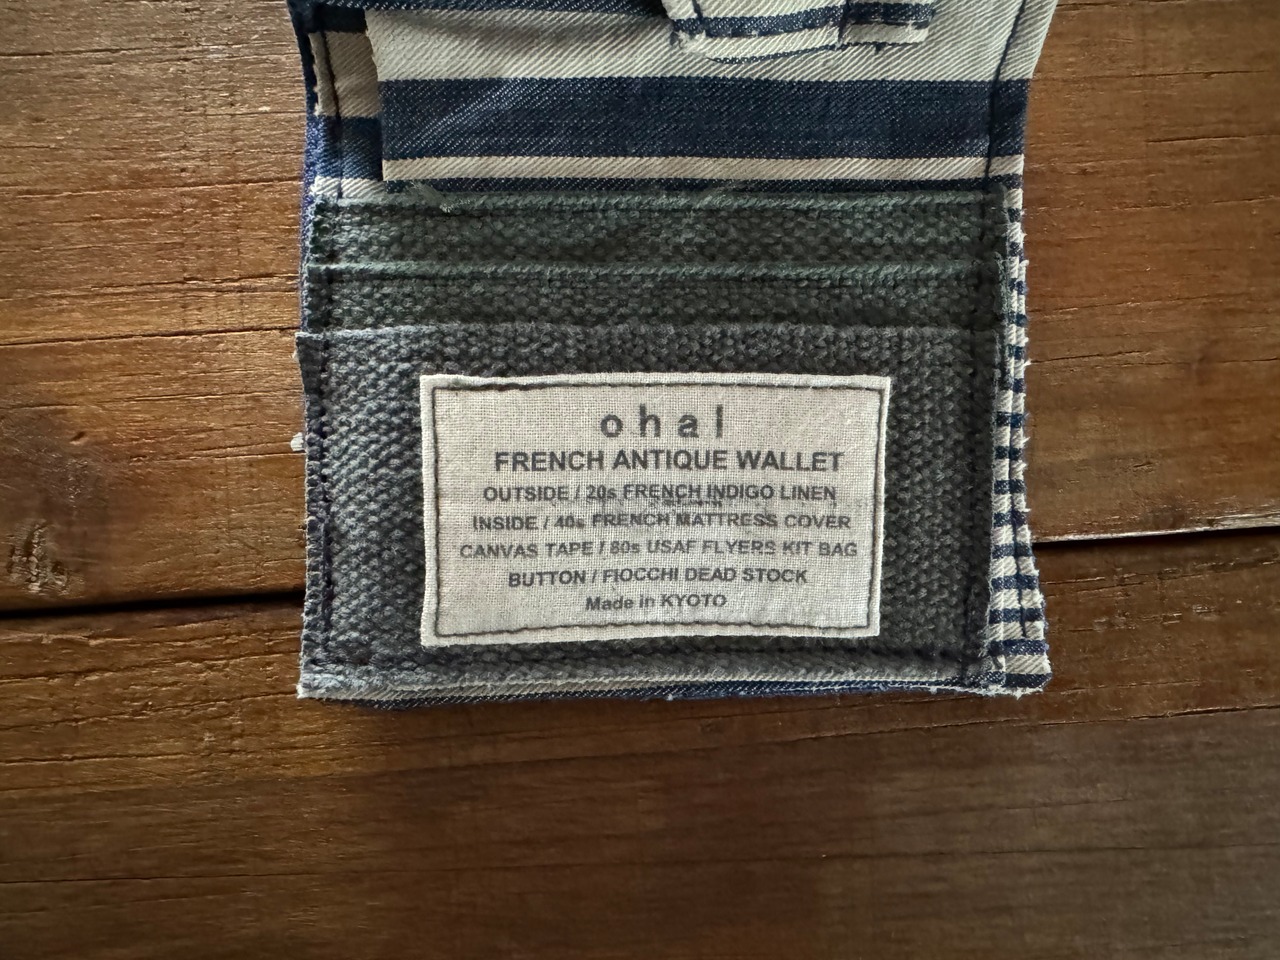 ohal
FRENCH ANTIQUE WALLET
OUTSIDE / 20s FRENCH INDIGO LINEN
INSIDE / 40s FRENCH MATTRESS COVER
CANVAS TAPE / 80s USAF FLYERS KIT BAG
BUTTON / FIOCCHI DEAD STOCK
Made in KYOTO